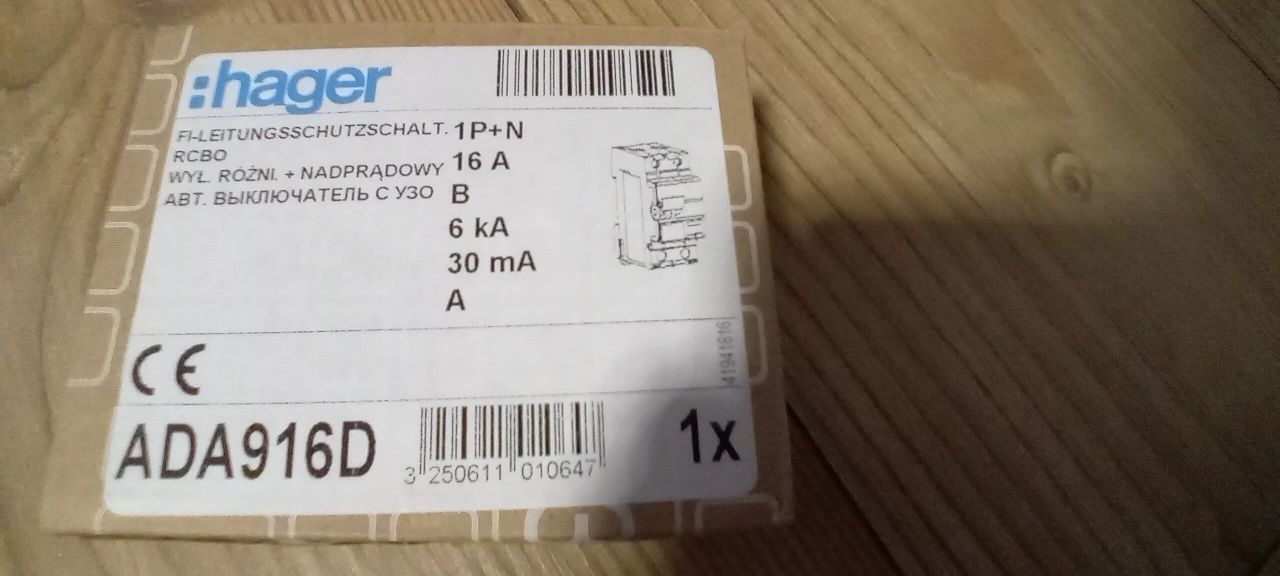 :hager
FI-LEITUNGSSCHUTZSCHALT. 1P+N
RCBO 16 A
WYŁ. RÓŻNI. + NADPRĄDOWY
АВТ. ВЫКЛЮЧАТЕЛЬ С УЗО B
6 kA
30 mA
A
41941616
CE
ADA916D
3 250611 010647
1x